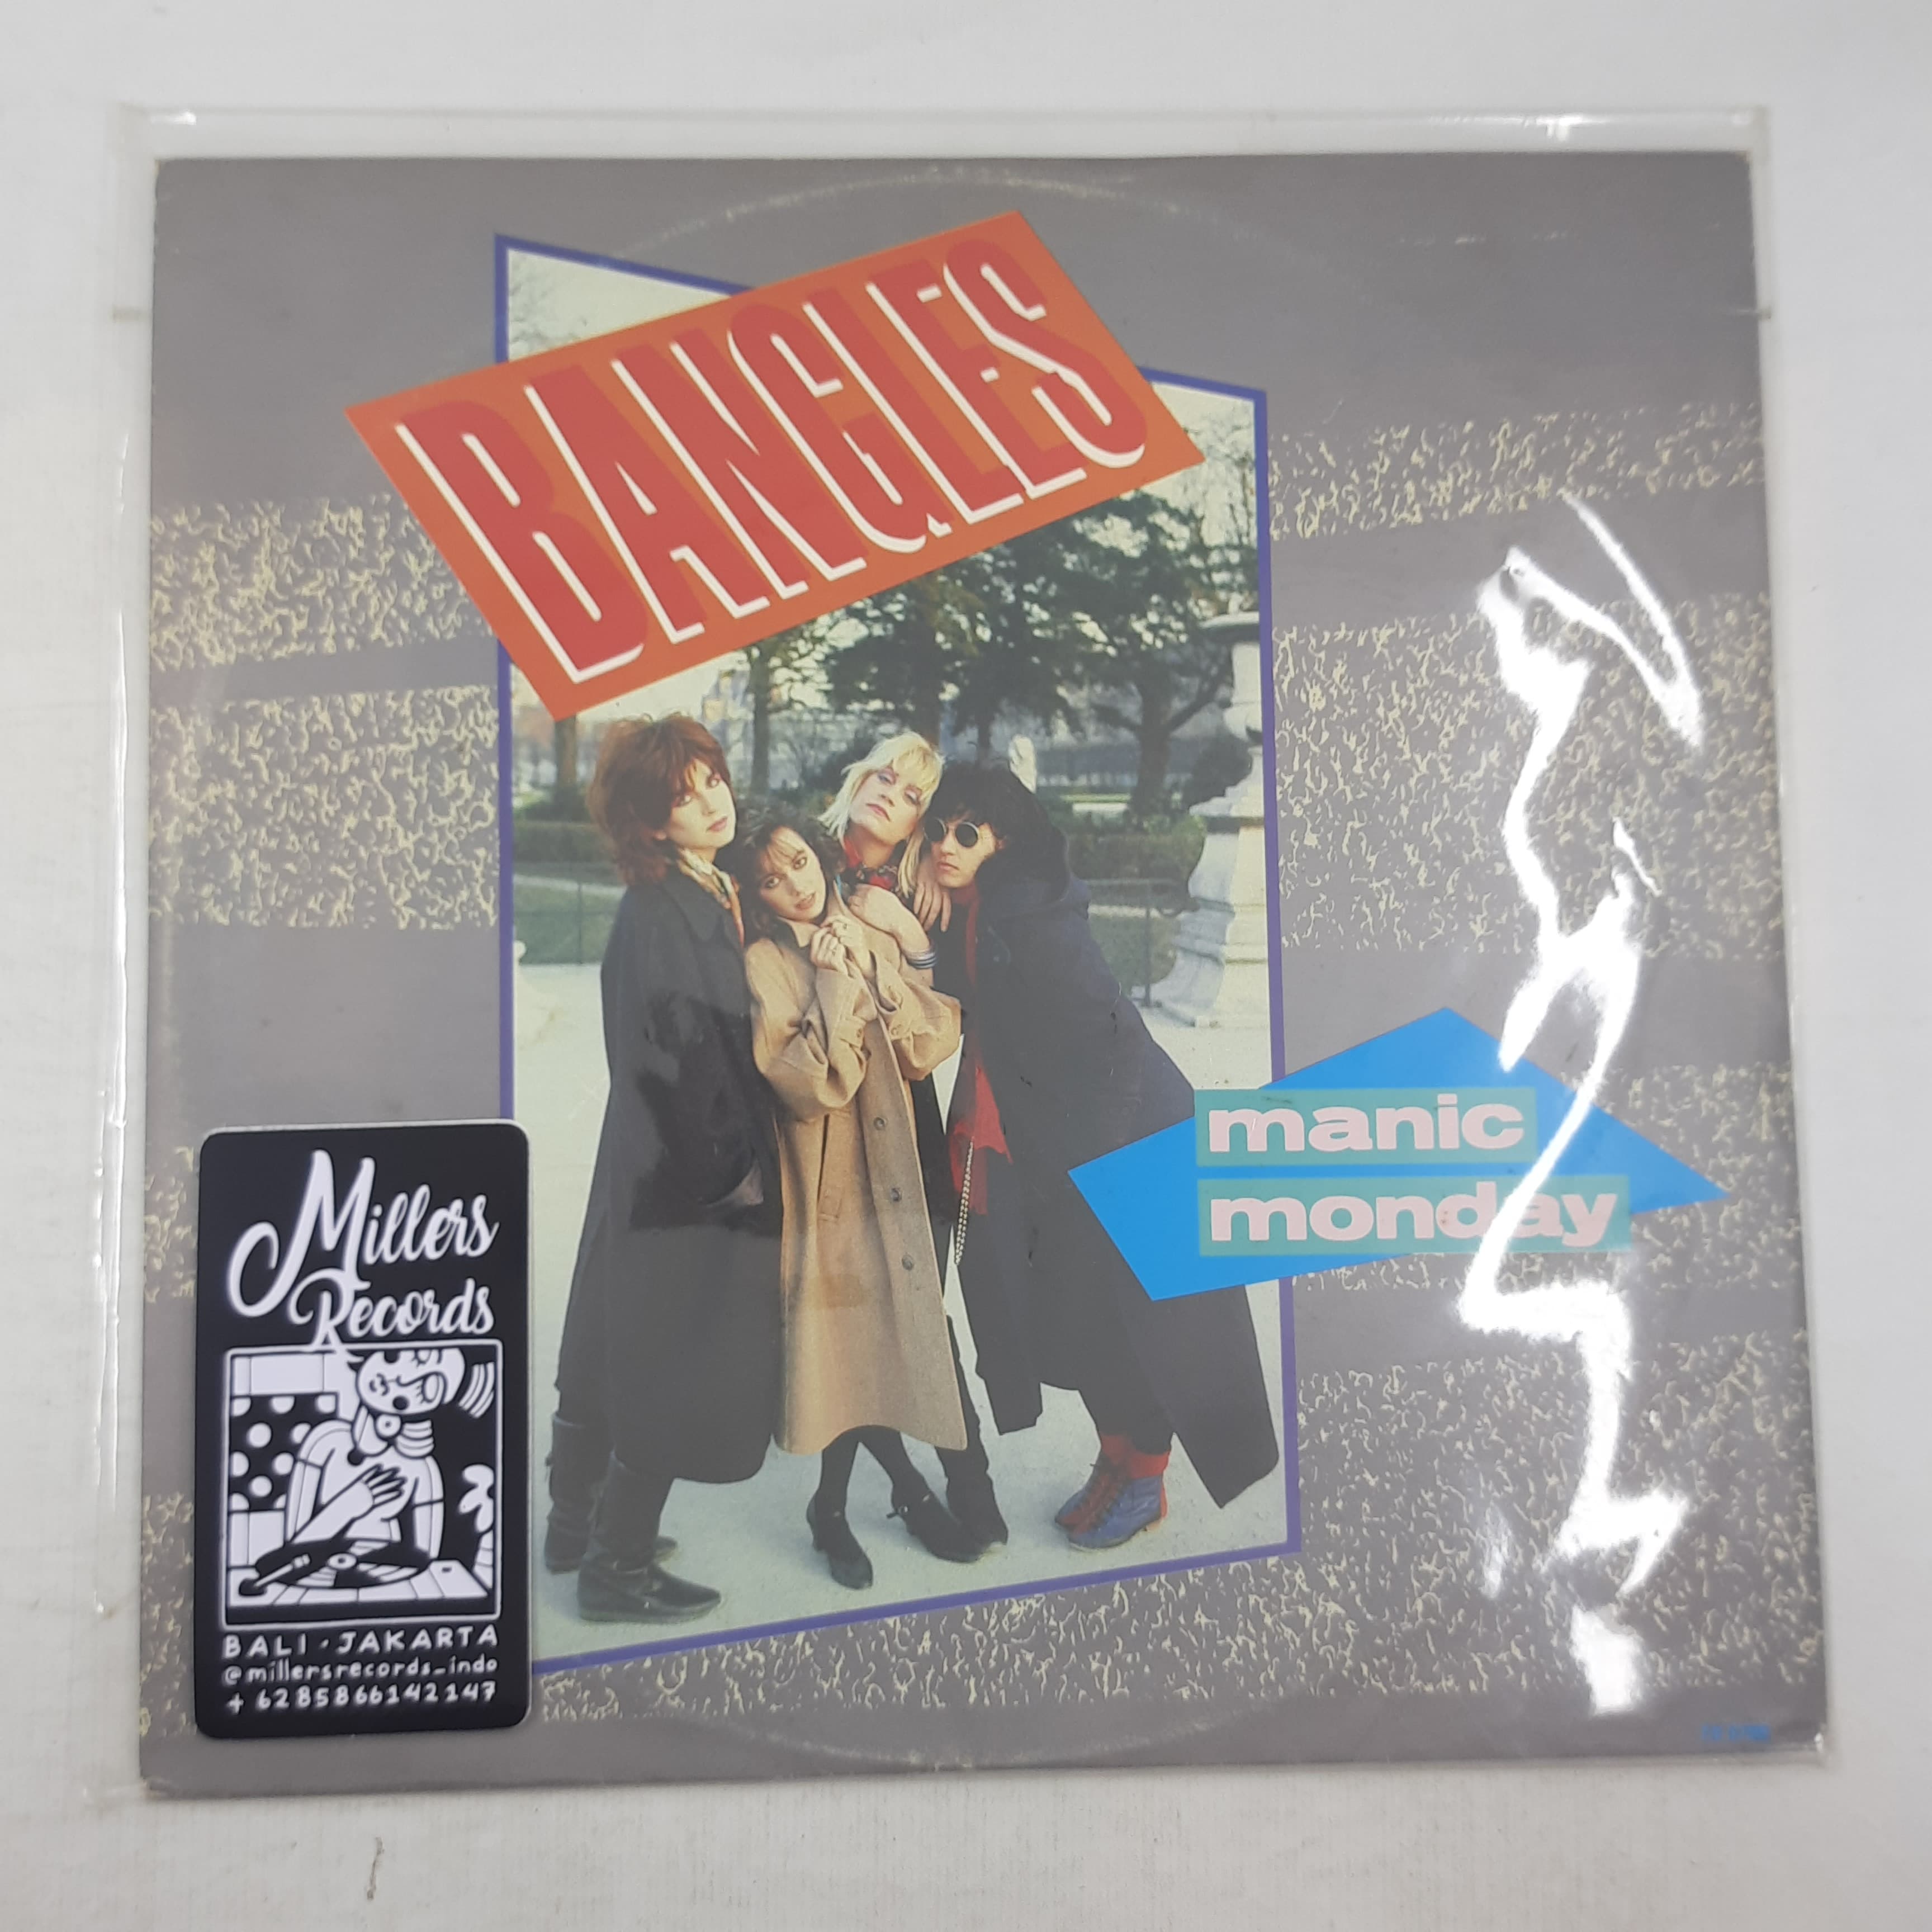 BANGLES
manic
monday
Millers
Records
BALI · JAKARTA
@millersrecords_indo
+ 6285866142147